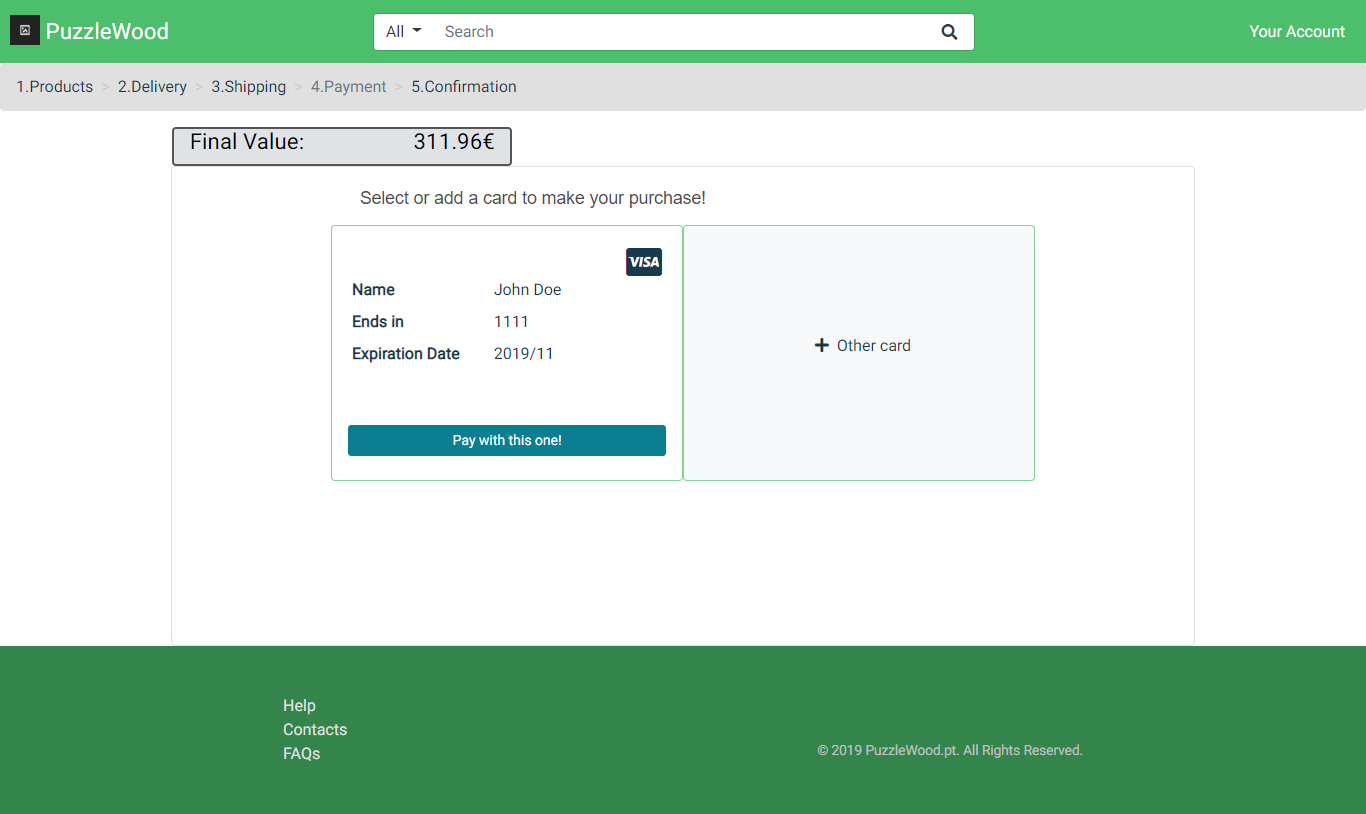 PuzzleWood
All
Search
Your Account
1.Products > 2.Delivery > 3.Shipping > 4.Payment > 5.Confirmation
Final Value: 311.96€
Select or add a card to make your purchase!
VISA
Name John Doe
Ends in 1111
Expiration Date 2019/11
Pay with this one!
Other card
Help
Contacts
FAQs
© 2019 PuzzleWood.pt. All Rights Reserved.